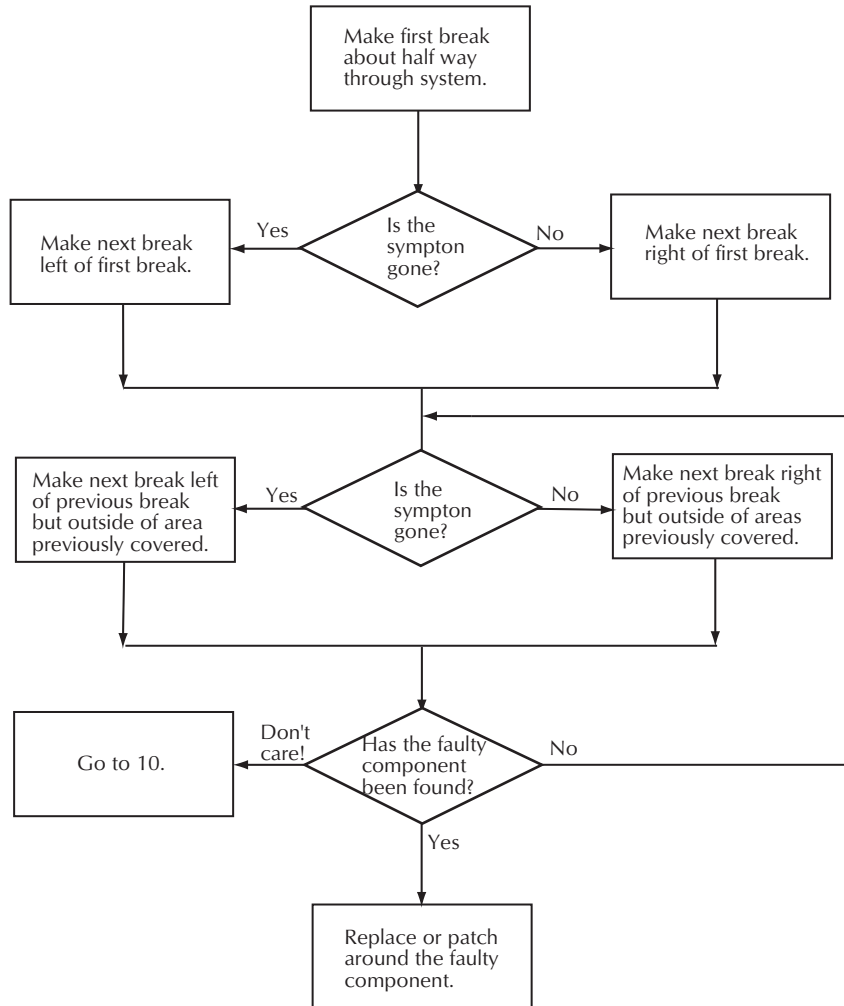 Make first break
about half way
through system.
Yes
Is the
sympton
gone?
No
Make next break
left of first break.
Make next break
right of first break.
Make next break left
of previous break
but outside of area
previously covered.
Yes
Is the
sympton
gone?
No
Make next break right
of previous break
but outside of areas
previously covered.
Go to 10.
Don't
care!
Has the faulty
component
been found?
No
Yes
Replace or patch
around the faulty
component.